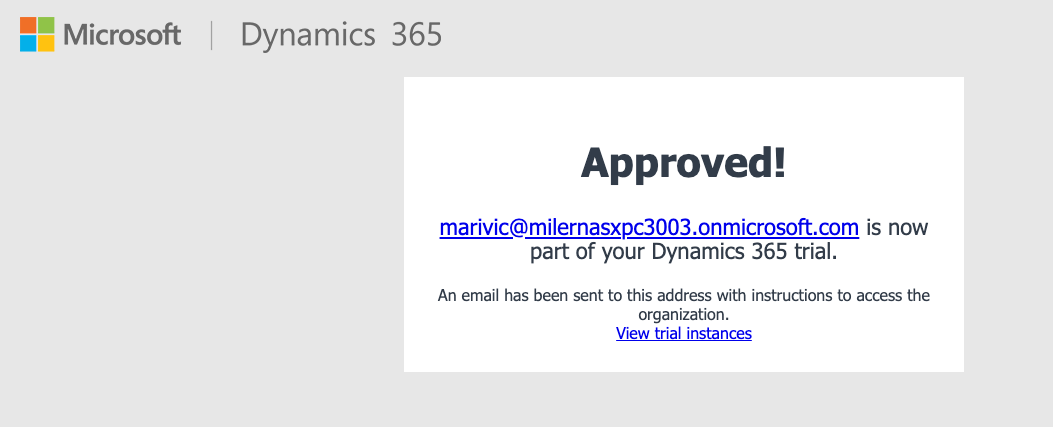 Microsoft | Dynamics 365
Approved!
marivic@milernasxpc3003.onmicrosoft.com is now
part of your Dynamics 365 trial.
An email has been sent to this address with instructions to access the
organization.
View trial instances